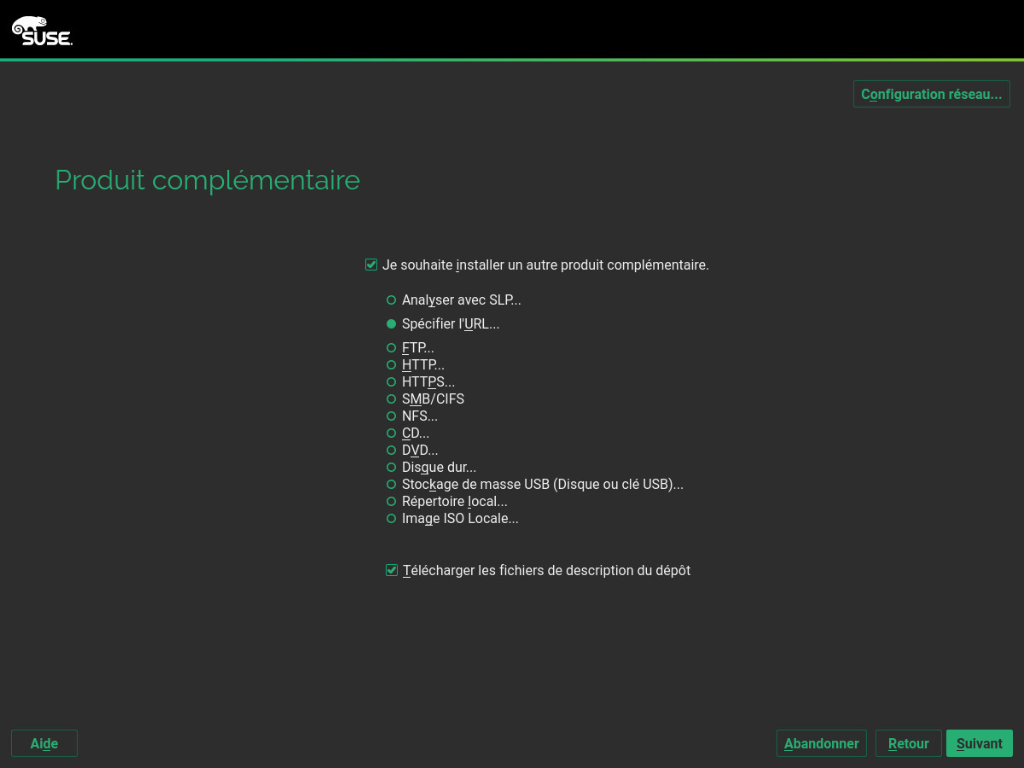 SUSE
Configuration réseau...
Produit complémentaire
Je souhaite installer un autre produit complémentaire.
Analyser avec SLP...
Spécifier l'URL...
FTP...
HTTP...
HTTPS...
SMB/CIFS
NFS...
CD...
DVD...
Disque dur...
Stockage de masse USB (Disque ou clé USB)...
Répertoire local...
Image ISO Locale...
Télécharger les fichiers de description du dépôt
Aide
Abandonner
Retour
Suivant